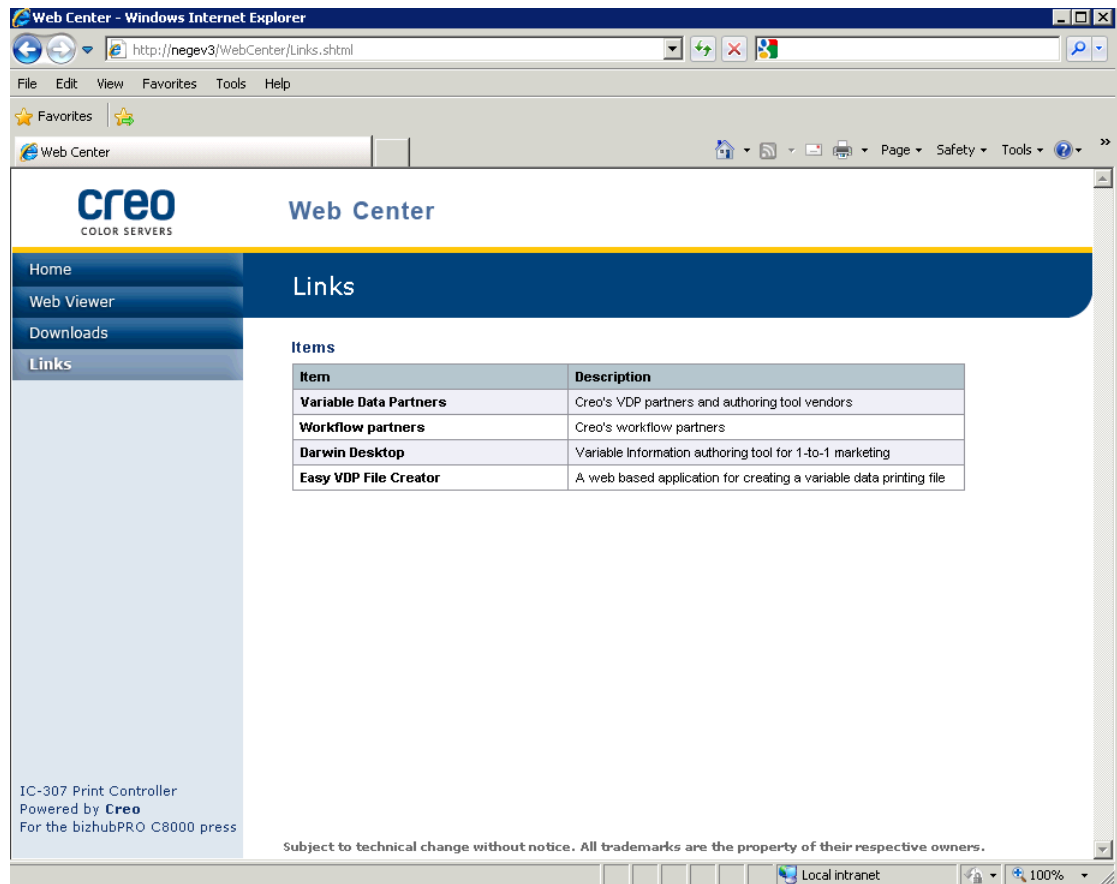 Web Center - Windows Internet Explorer
http://negev3/WebCenter/Links.shtml
File Edit View Favorites Tools Help
Favorites
Web Center
Page Safety Tools »
creo
COLOR SERVERS
Web Center
Home
Web Viewer
Downloads
Links
Links
Items
Item Description
Variable Data Partners Creo's VDP partners and authoring tool vendors
Workflow partners Creo's workflow partners
Darwin Desktop Variable Information authoring tool for 1-to-1 marketing
Easy VDP File Creator A web based application for creating a variable data printing file
IC-307 Print Controller
Powered by Creo
For the bizhubPRO C8000 press
Subject to technical change without notice. All trademarks are the property of their respective owners.
Local intranet 100%